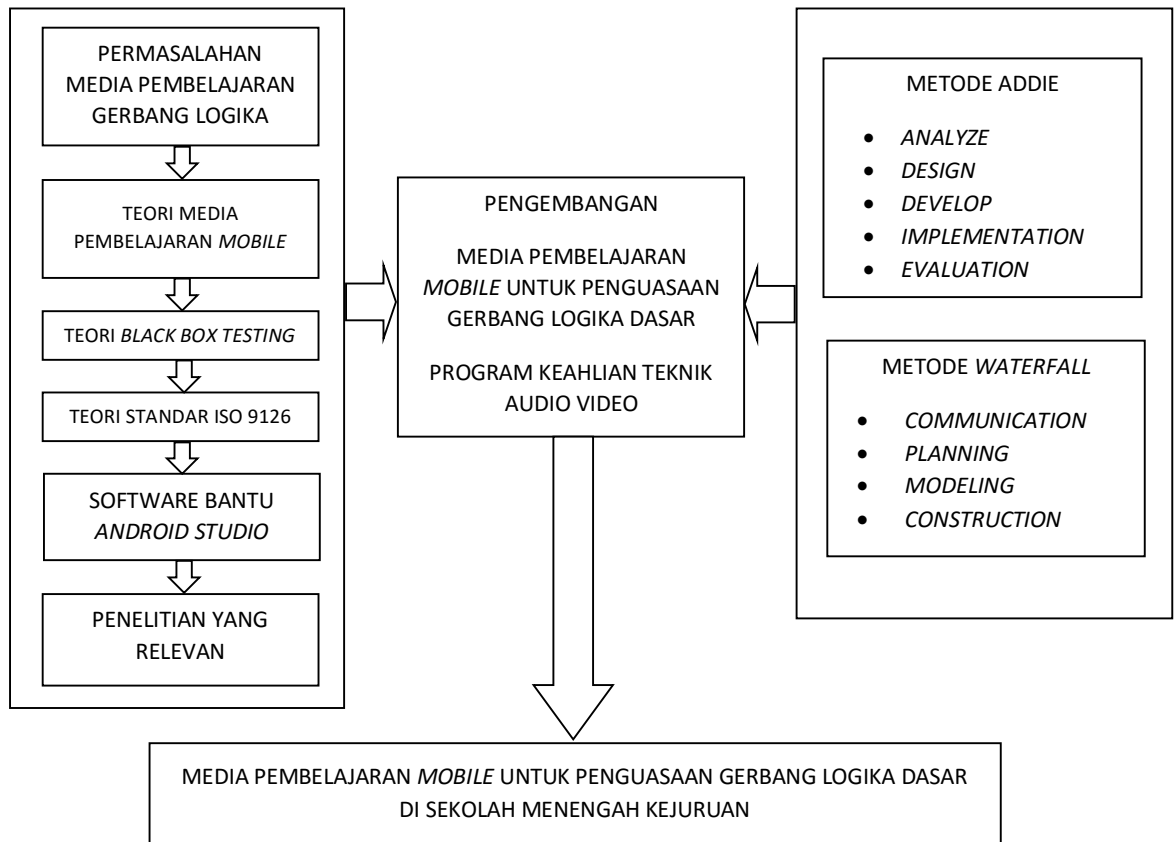 PERMASALAHAN
MEDIA PEMBELAJARAN
GERBANG LOGIKA
TEORI MEDIA
PEMBELAJARAN MOBILE
TEORI BLACK BOX TESTING
TEORI STANDAR ISO 9126
SOFTWARE BANTU
ANDROID STUDIO
PENELITIAN YANG
RELEVAN
PENGEMBANGAN
MEDIA PEMBELAJARAN
MOBILE UNTUK PENGUASAAN
GERBANG LOGIKA DASAR
PROGRAM KEAHLIAN TEKNIK
AUDIO VIDEO
METODE ADDIE
• ANALYZE
• DESIGN
• DEVELOP
• IMPLEMENTATION
• EVALUATION
METODE WATERFALL
• COMMUNICATION
• PLANNING
• MODELING
• CONSTRUCTION
MEDIA PEMBELAJARAN MOBILE UNTUK PENGUASAAN GERBANG LOGIKA DASAR
DI SEKOLAH MENENGAH KEJURUAN